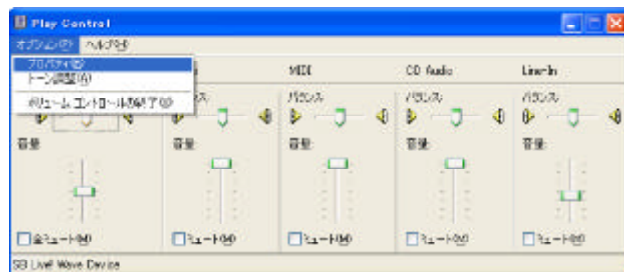 Play Control
オプション(P) ヘルプ(H)
プロパティ(R)
トーン調整(A)
ボリューム コントロールの終了(X)
MIDI CD Audio Line-In
バランス バランス バランス
音量 音量 音量 音量 音量
全ミュート(M) ミュート(M) ミュート(M) ミュート(M) ミュート(M)
SB Live! Wave Device